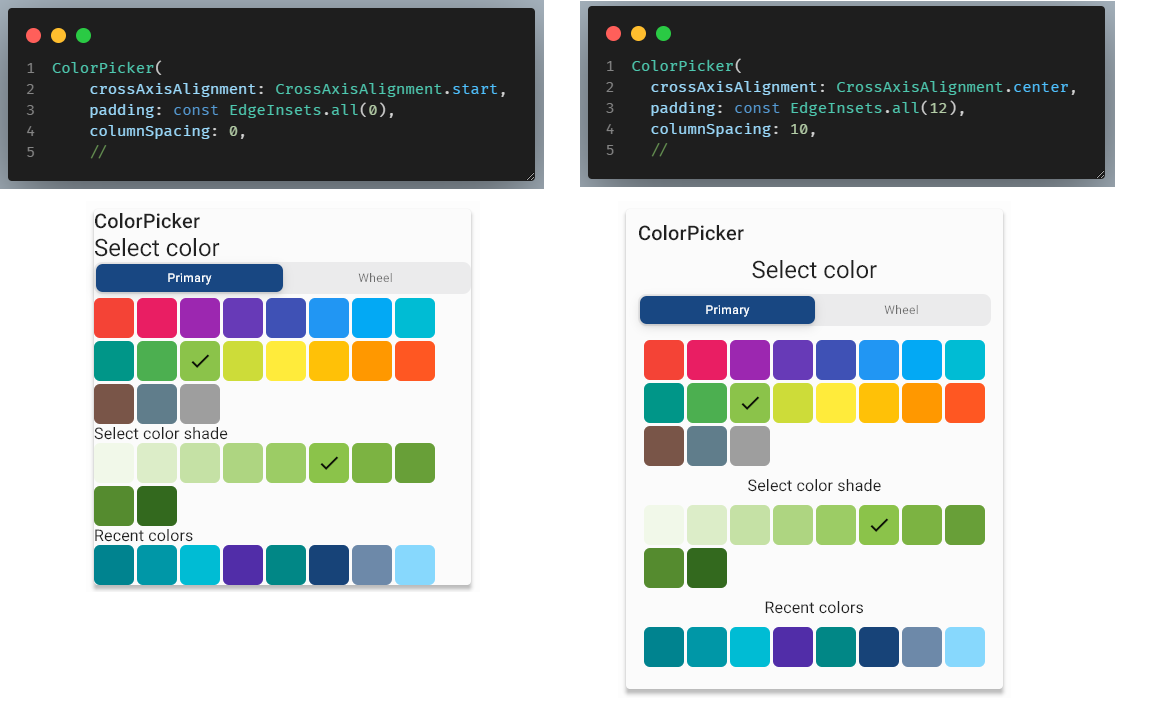 1 ColorPicker(
2 crossAxisAlignment: CrossAxisAlignment.start,
3 padding: const EdgeInsets.all(0),
4 columnSpacing: 0,
5 //
ColorPicker
Select color
Primary Wheel
Select color shade
Recent colors
1 ColorPicker(
2 crossAxisAlignment: CrossAxisAlignment.center,
3 padding: const EdgeInsets.all(12),
4 columnSpacing: 10,
5 //
ColorPicker
Select color
Primary Wheel
Select color shade
Recent colors